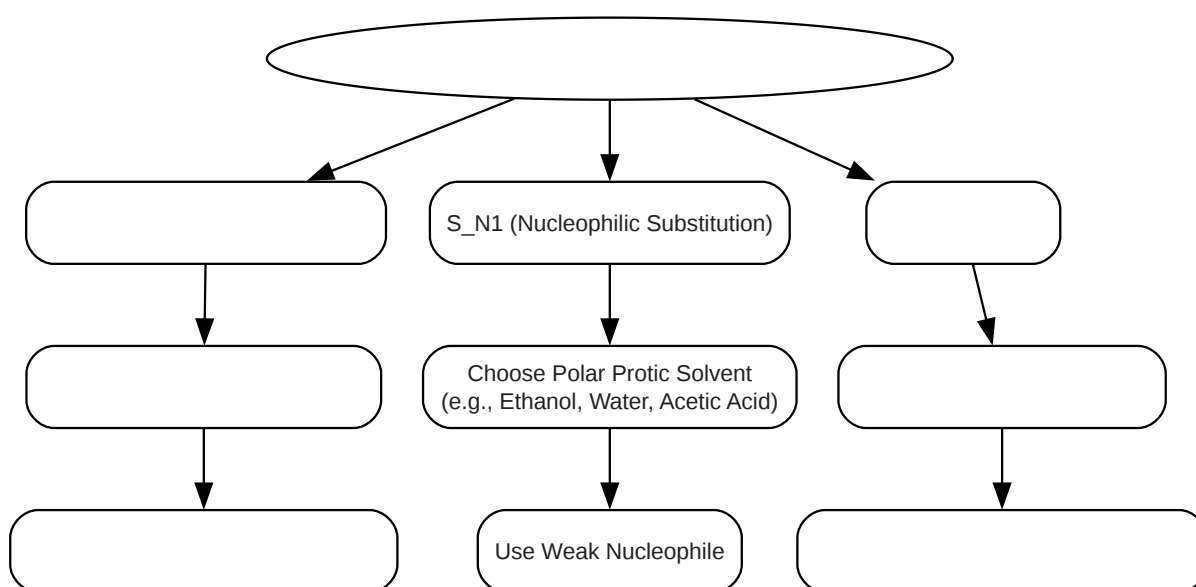 S_N1 (Nucleophilic Substitution)
Choose Polar Protic Solvent
(e.g., Ethanol, Water, Acetic Acid)
Use Weak Nucleophile